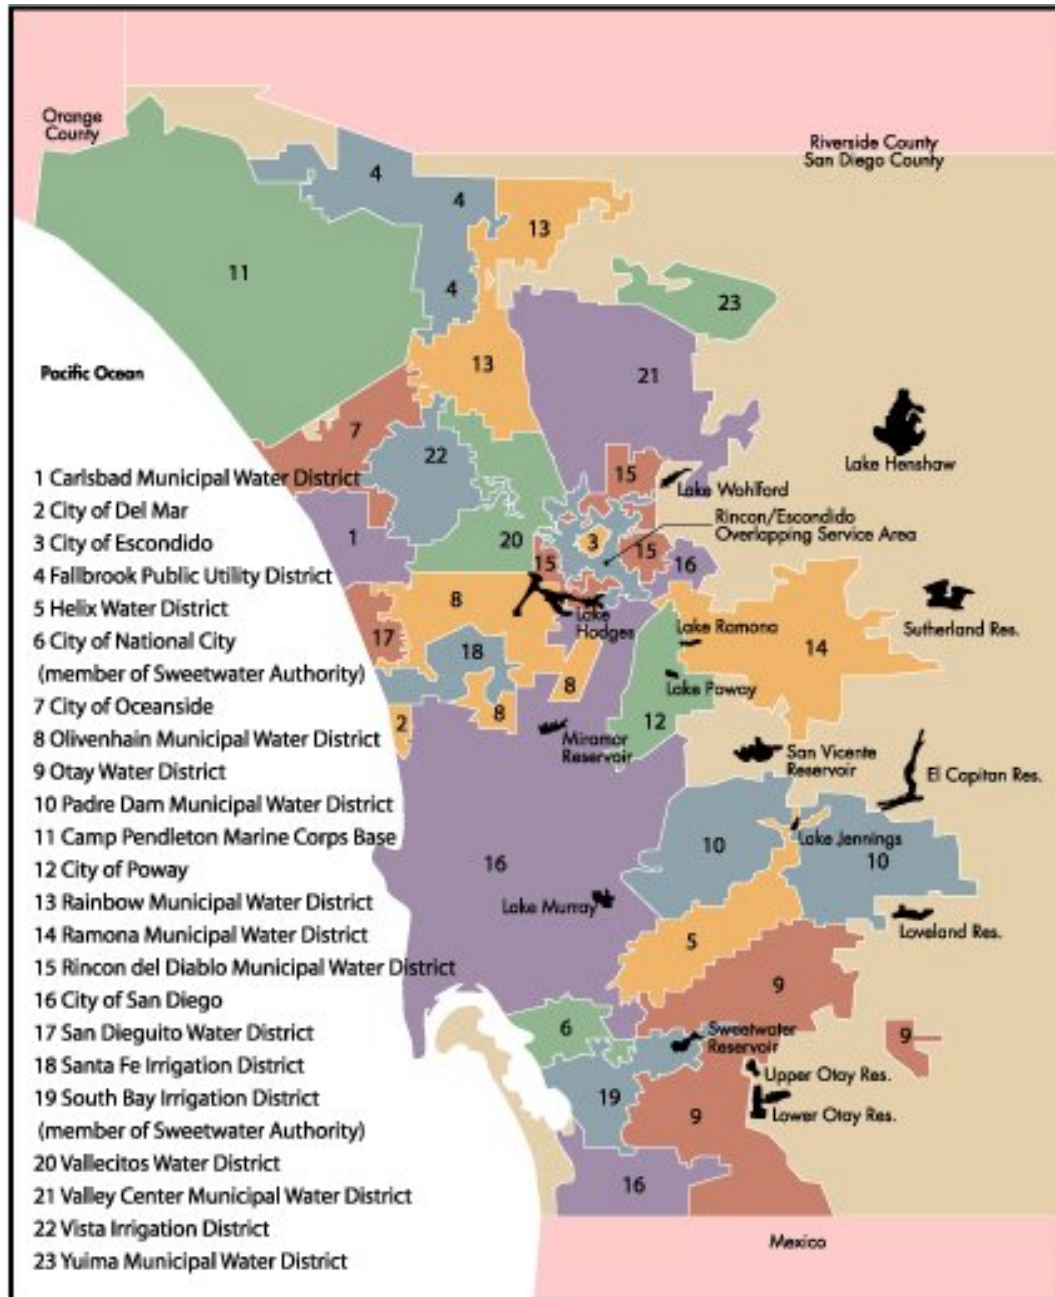 Orange
County
Riverside County
San Diego County
4
4
13
11
4
23
13
21
Pacific Ocean
7
22
Lake Henshaw
15
Lake Wohlford
Rincon/Escondido
Overlapping Service Area
1
20
3
15
15
16
8
Lake
Hodges
Lake Ramona
Sutherland Res.
17
18
14
8
Lake Poway
2
8
12
Miramar
Reservoir
San Vicente
Reservoir
El Capitan Res.
10
Lake Jennings
10
16
Lake Murray
Loveland Res.
5
9
6
Sweetwater
Reservoir
9
Upper Otay Res.
19
9
Lower Otay Res.
16
Mexico
1 Carlsbad Municipal Water District
2 City of Del Mar
3 City of Escondido
4 Fallbrook Public Utility District
5 Helix Water District
6 City of National City
(member of Sweetwater Authority)
7 City of Oceanside
8 Olivenhain Municipal Water District
9 Otay Water District
10 Padre Dam Municipal Water District
11 Camp Pendleton Marine Corps Base
12 City of Poway
13 Rainbow Municipal Water District
14 Ramona Municipal Water District
15 Rincon del Diablo Municipal Water District
16 City of San Diego
17 San Dieguito Water District
18 Santa Fe Irrigation District
19 South Bay Irrigation District
(member of Sweetwater Authority)
20 Vallecitos Water District
21 Valley Center Municipal Water District
22 Vista Irrigation District
23 Yuima Municipal Water District